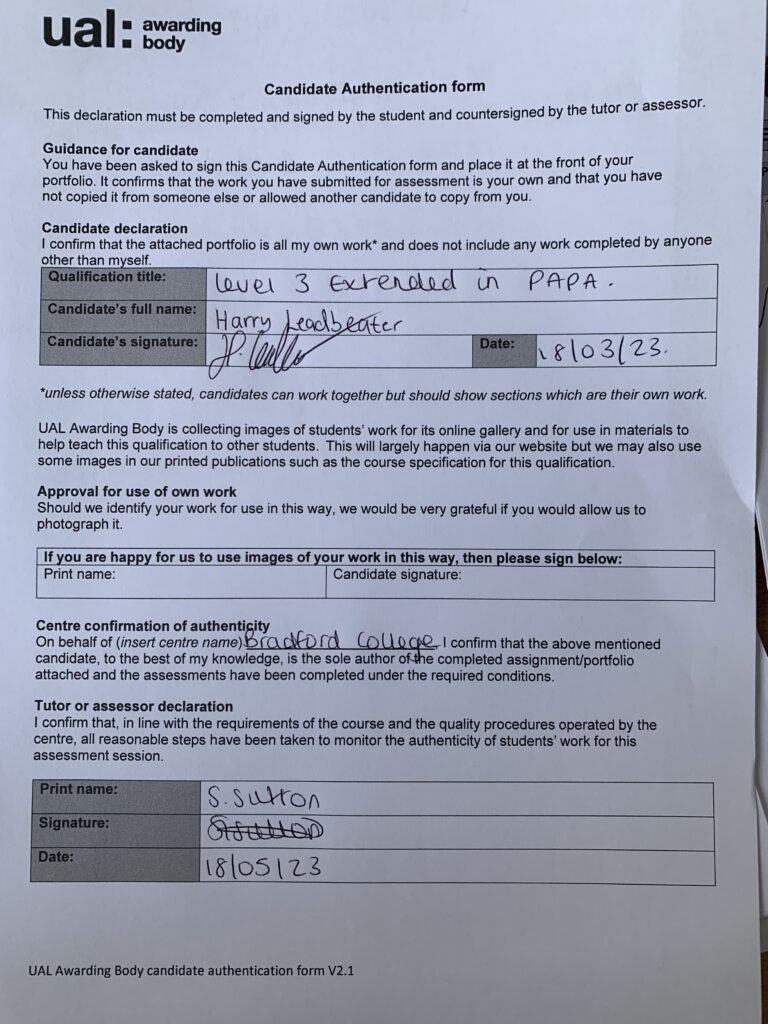 ual: awarding
body
Candidate Authentication form
This declaration must be completed and signed by the student and countersigned by the tutor or assessor.
Guidance for candidate
You have been asked to sign this Candidate Authentication form and place it at the front of your
portfolio. It confirms that the work you have submitted for assessment is your own and that you have
not copied it from someone else or allowed another candidate to copy from you.
Candidate declaration
I confirm that the attached portfolio is all my own work* and does not include any work completed by anyone
other than myself.
Qualification title: Level 3 Extended in PAPA.
Candidate's full name: Harry Leadbeater
Candidate's signature: Date: 18/03/23.
*unless otherwise stated, candidates can work together but should show sections which are their own work.
UAL Awarding Body is collecting images of students' work for its online gallery and for use in materials to
help teach this qualification to other students. This will largely happen via our website but we may also use
some images in our printed publications such as the course specification for this qualification.
Approval for use of own work
Should we identify your work for use in this way, we would be very grateful if you would allow us to
photograph it.
If you are happy for us to use images of your work in this way, then please sign below:
Print name: Candidate signature:
Centre confirmation of authenticity
On behalf of (insert centre name) Bradford College I confirm that the above mentioned
candidate, to the best of my knowledge, is the sole author of the completed assignment/portfolio
attached and the assessments have been completed under the required conditions.
Tutor or assessor declaration
I confirm that, in line with the requirements of the course and the quality procedures operated by the
centre, all reasonable steps have been taken to monitor the authenticity of students' work for this
assessment session.
Print name: S. Sutton
Signature:
Date: 18/05/23
UAL Awarding Body candidate authentication form V2.1